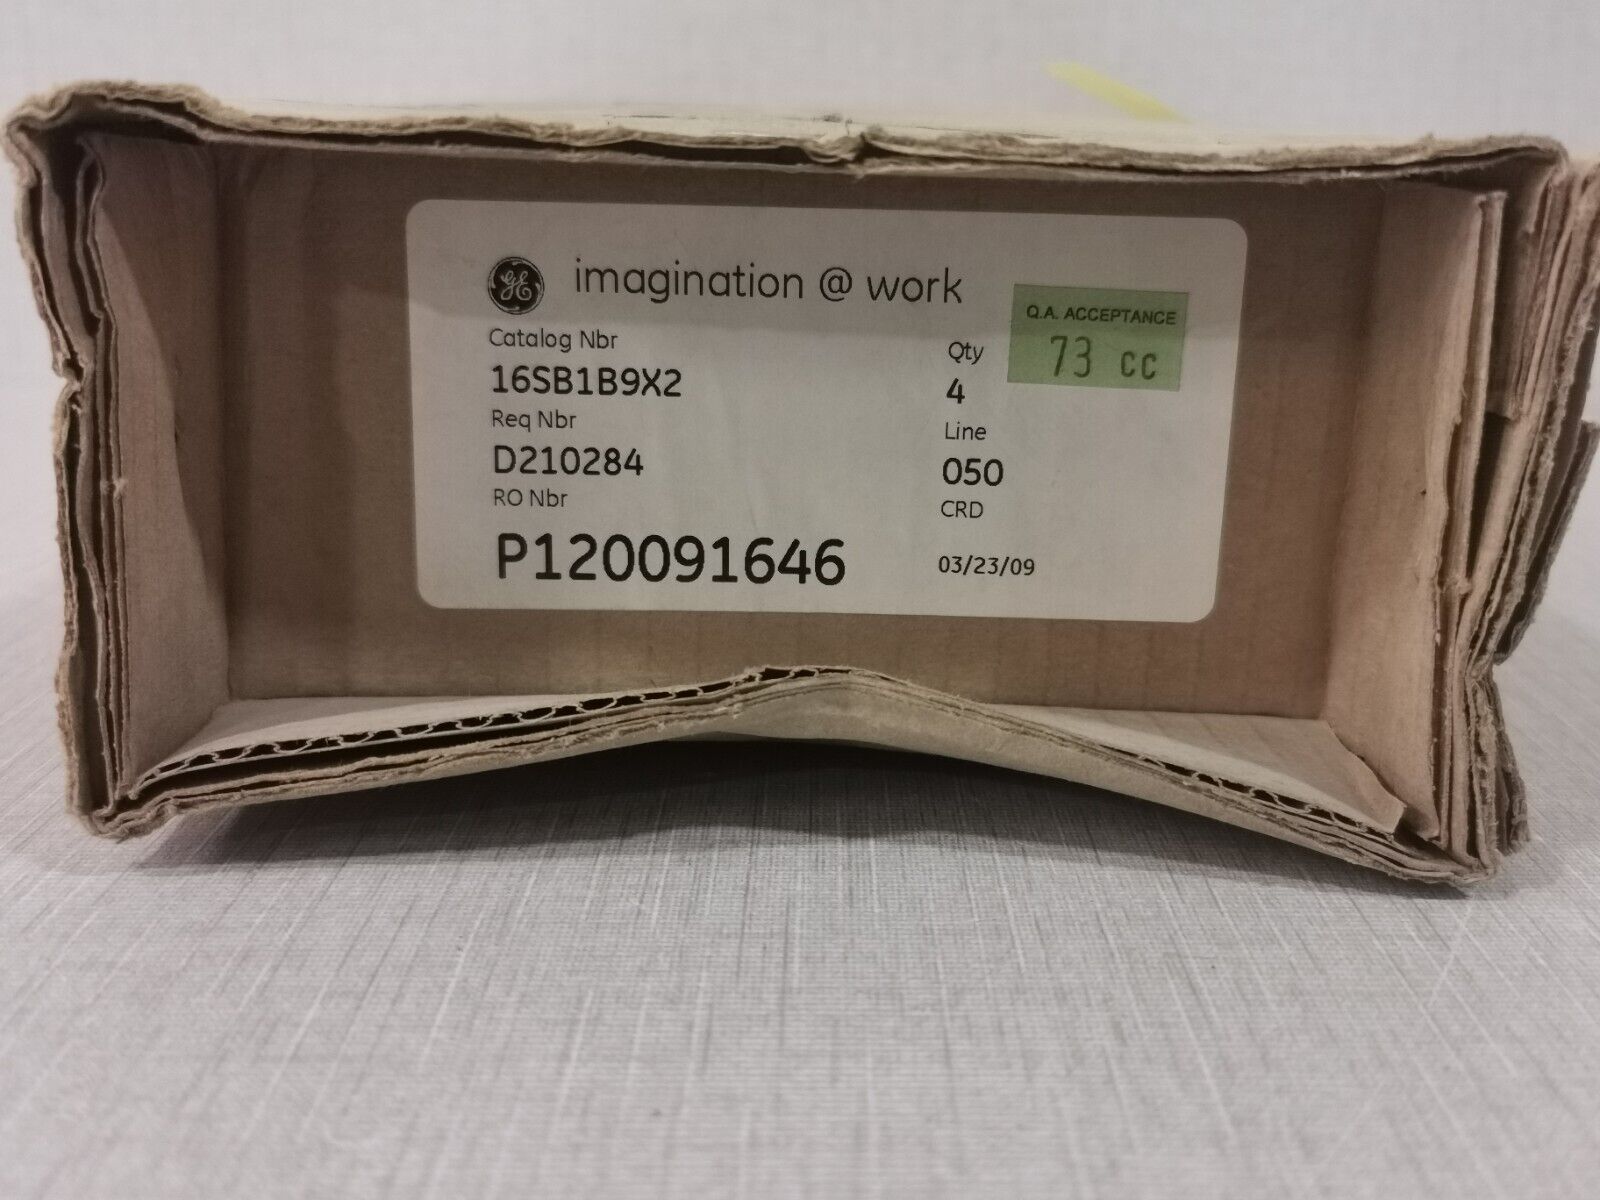 GE imagination @ work
Q.A. ACCEPTANCE
73 cc
Catalog Nbr
16SB1B9X2
Qty
4
Req Nbr
D210284
Line
050
RO Nbr
P120091646
CRD
03/23/09